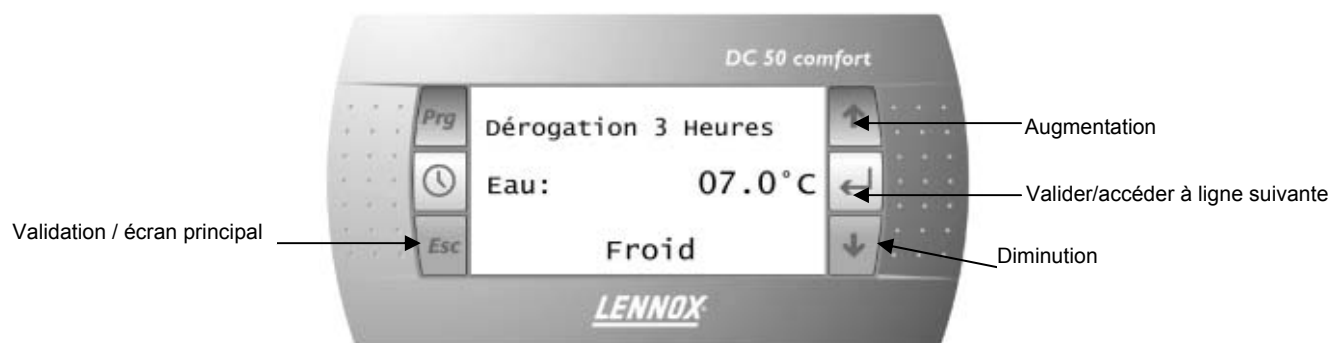 DC 50 comfort
Prg
Dérogation 3 Heures
Augmentation
Eau: 07.0°C
Valider/accéder à ligne suivante
Validation / écran principal
Esc
Froid
Diminution
LENNOX